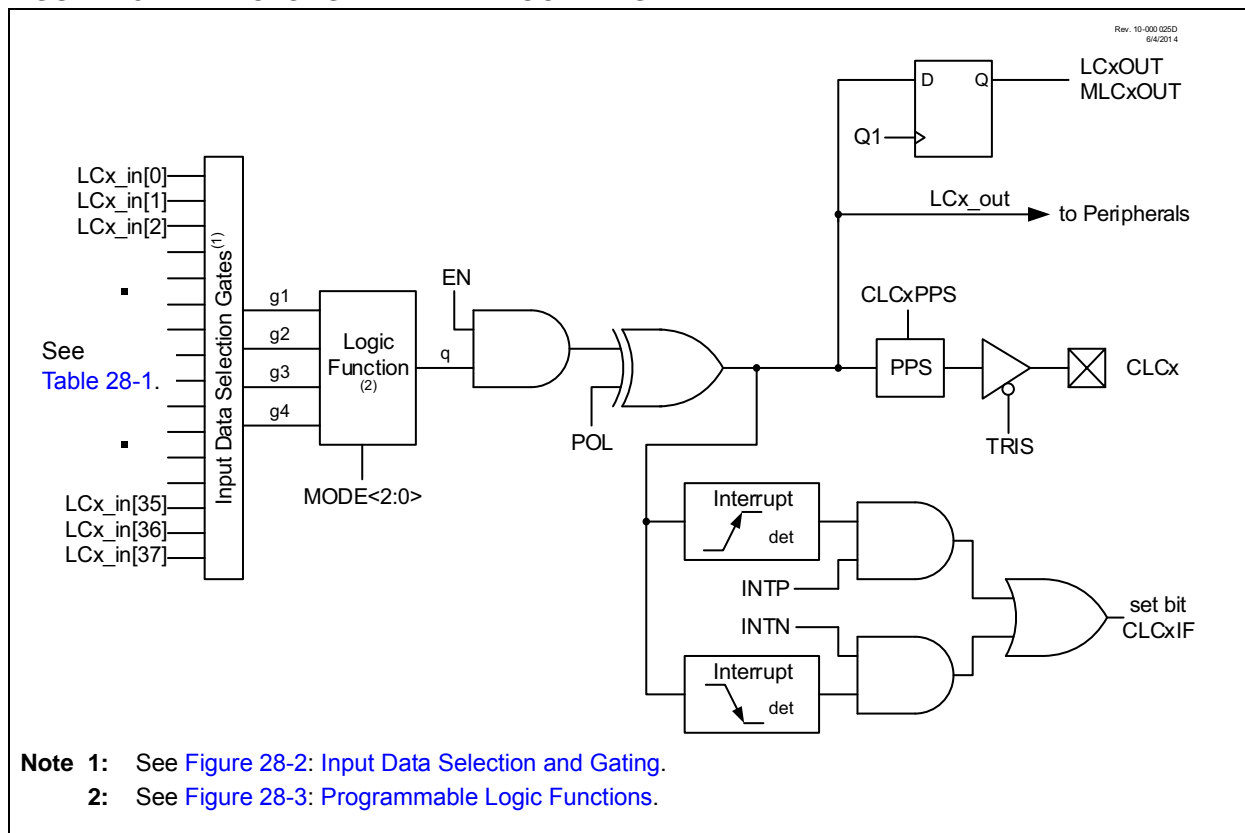 Rev. 10-000 025D
6/4/2014
LCxOUT
MLCxOUT
D
Q
Q1
LCx_in[0]
LCx_in[1]
LCx_in[2]
LCx_out
to Peripherals
Input Data Selection Gates(1)
EN
CLCxPPS
g1
g2
g3
g4
Logic
Function
(2)
q
See
Table 28-1.
PPS
CLCx
POL
TRIS
MODE<2:0>
LCx_in[35]
LCx_in[36]
LCx_in[37]
Interrupt
det
INTP
INTN
set bit
CLCxIF
Interrupt
det
Note 1: See Figure 28-2: Input Data Selection and Gating.
2: See Figure 28-3: Programmable Logic Functions.